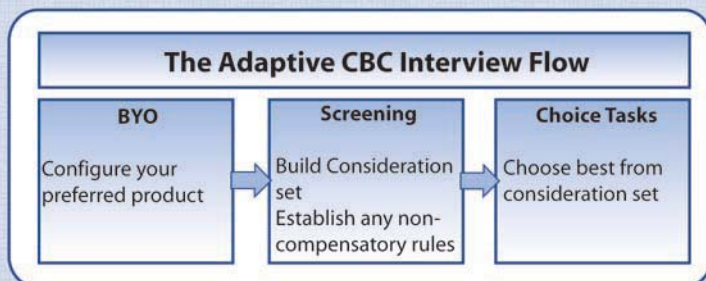 The Adaptive CBC Interview Flow
BYO
Configure your
preferred product
Screening
Build Consideration
set
Establish any non-
compensatory rules
Choice Tasks
Choose best from
consideration set